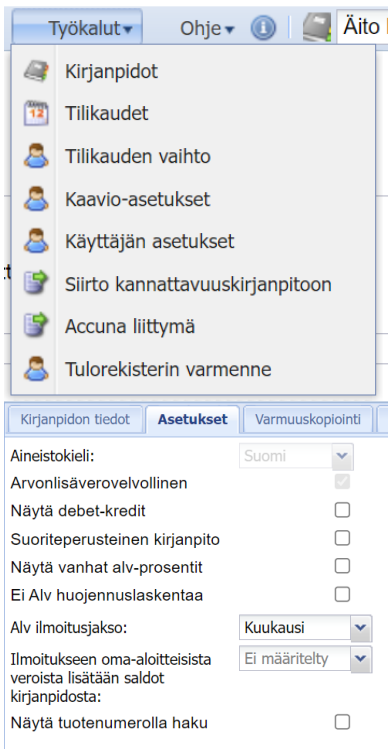 Työkalut Ohje Äito
Kirjanpidot
12 Tilikaudet
Tilikauden vaihto
Kaavio-asetukset
Käyttäjän asetukset
Siirto kannattavuuskirjanpitoon
Accuna liittymä
Tulorekisterin varmenne
Kirjanpidon tiedot Asetukset Varmuuskopiointi
Aineistokieli: Suomi
Arvonlisäverovelvollinen
Näytä debet-kredit
Suoriteperusteinen kirjanpito
Näytä vanhat alv-prosentit
Ei Alv huojennuslaskentaa
Alv ilmoitusjakso: Kuukausi
Ilmoitukseen oma-aloitteisista Ei määritelty
veroista lisätään saldot
kirjanpidosta:
Näytä tuotenumerolla haku